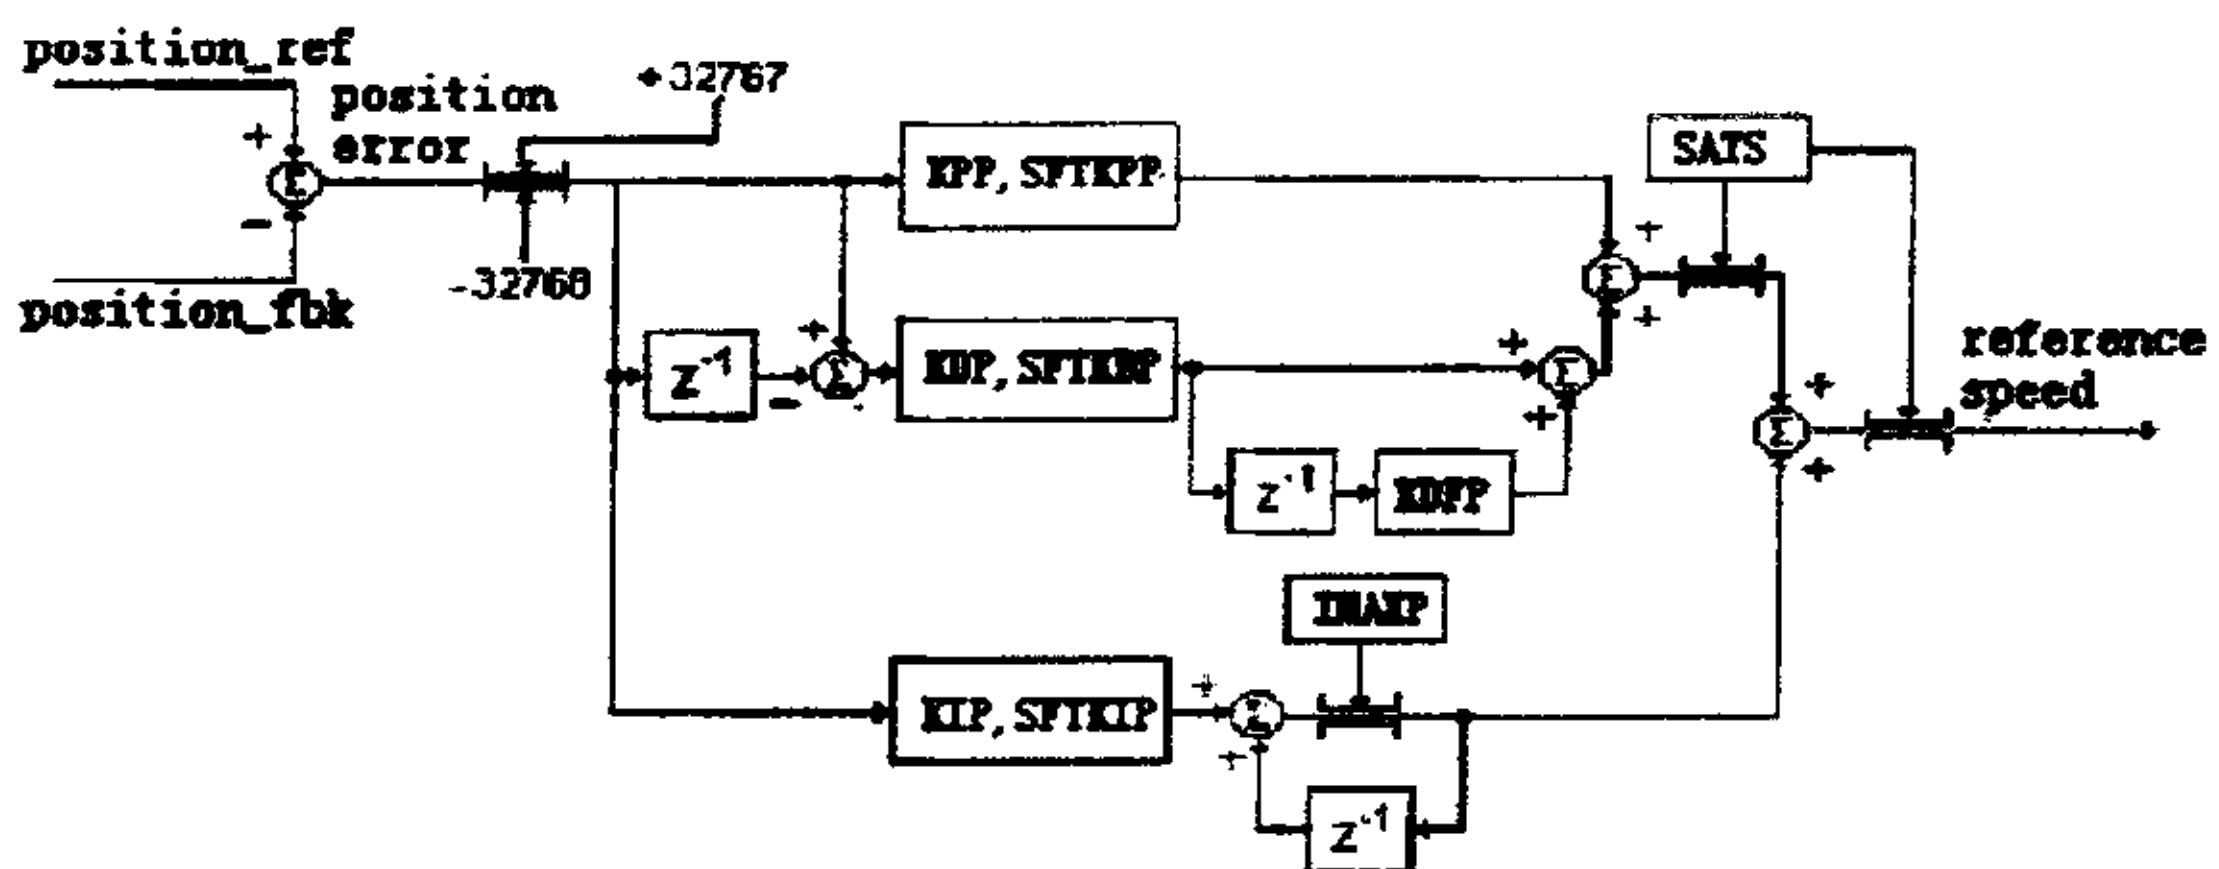 position_ref
position
error
+32767
-32768
position_fbk
KPP, SFTKPP
SATS
Z-1
KDP, SFTKDP
Z-1
KDFP
reference
speed
IMAXP
KIP, SFTKIP
Z-1
+
-
+
-
+
+
+
+
+
+
+
+
+
Σ
Σ
Σ
Σ
Σ
Σ